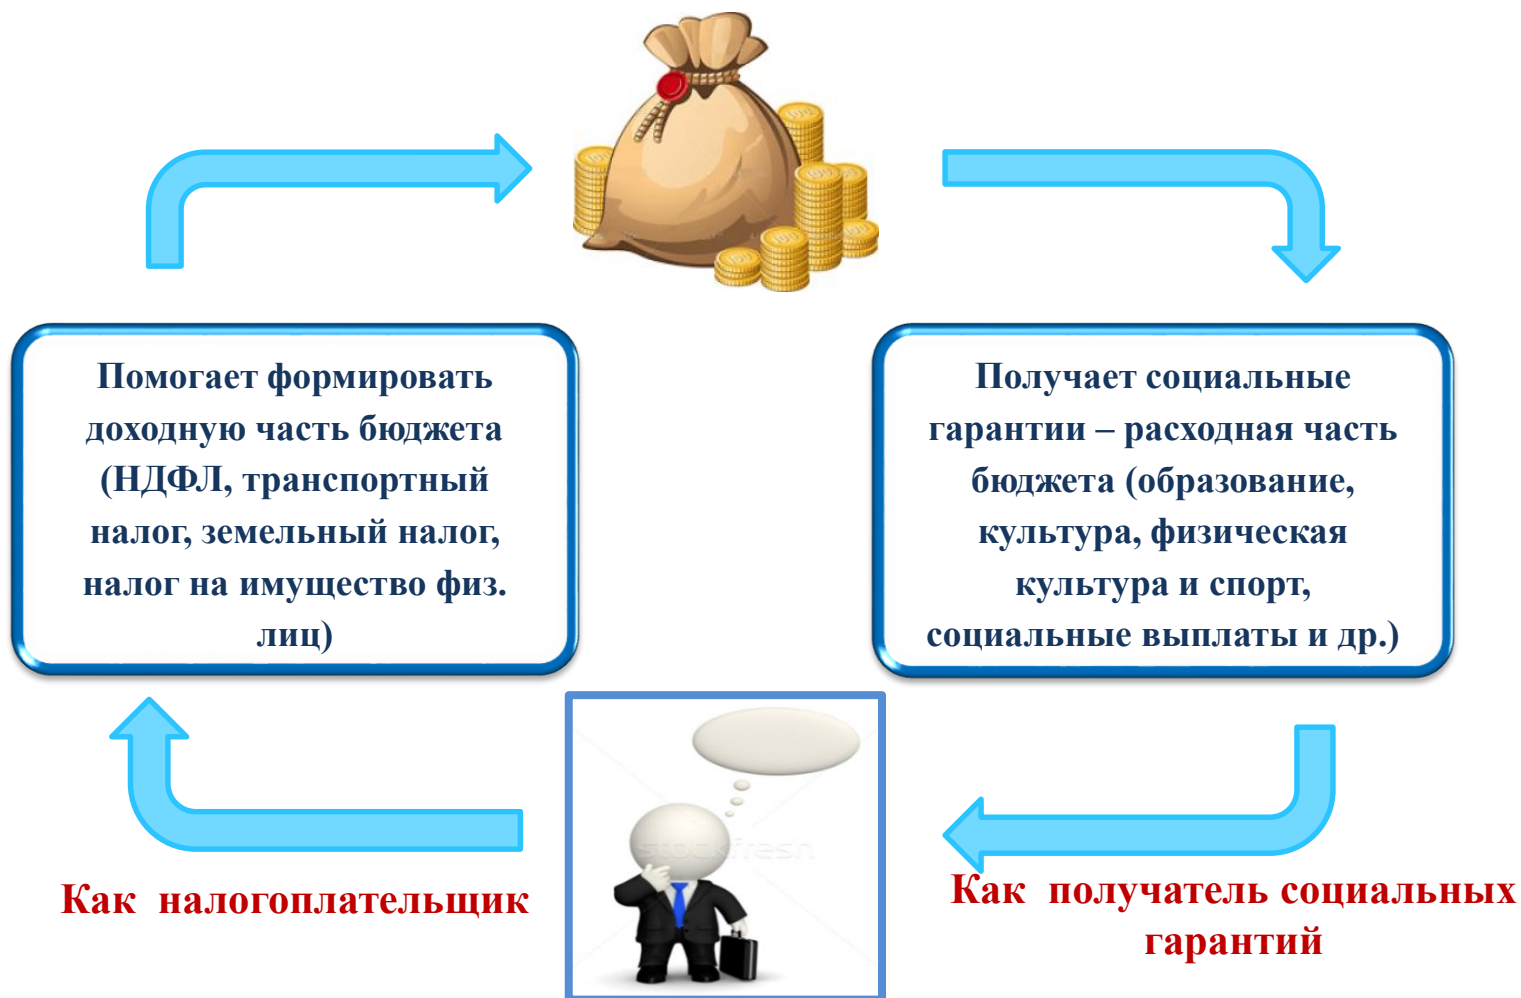 Помогает формировать
доходную часть бюджета
(НДФЛ, транспортный
налог, земельный налог,
налог на имущество физ.
лиц)
Получает социальные
гарантии – расходная часть
бюджета (образование,
культура, физическая
культура и спорт,
социальные выплаты и др.)
stockfresh
Как налогоплательщик
Как получатель социальных
гарантий